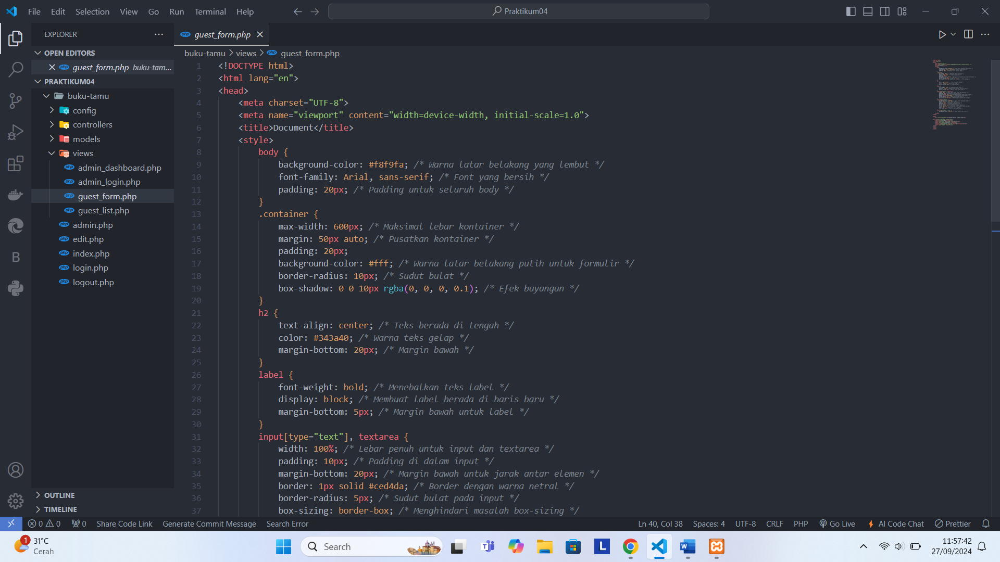 File Edit Selection View Go Run Terminal Help
Praktikum04
EXPLORER
OPEN EDITORS
guest_form.php buku-tam...
PRAKTIKUM04
buku-tamu
config
controllers
models
views
admin_dashboard.php
admin_login.php
guest_form.php
guest_list.php
admin.php
edit.php
index.php
login.php
logout.php
OUTLINE
TIMELINE
guest_form.php
buku-tamu > views > guest_form.php
1 <!DOCTYPE html>
2 <html lang="en">
3 <head>
4 <meta charset="UTF-8">
5 <meta name="viewport" content="width=device-width, initial-scale=1.0">
6 <title>Document</title>
7 <style>
8 body {
9 background-color: #f8f9fa; /* Warna latar belakang yang lembut */
10 font-family: Arial, sans-serif; /* Font yang bersih */
11 padding: 20px; /* Padding untuk seluruh body */
12 }
13 .container {
14 max-width: 600px; /* Maksimal lebar kontainer */
15 margin: 50px auto; /* Pusatkan kontainer */
16 padding: 20px;
17 background-color: #fff; /* Warna latar belakang putih untuk formulir */
18 border-radius: 10px; /* Sudut bulat */
19 box-shadow: 0 0 10px rgba(0, 0, 0, 0.1); /* Efek bayangan */
20 }
21 h2 {
22 text-align: center; /* Teks berada di tengah */
23 color: #343a40; /* Warna teks gelap */
24 margin-bottom: 20px; /* Margin bawah */
25 }
26 label {
27 font-weight: bold; /* Menebalkan teks label */
28 display: block; /* Membuat label berada di baris baru */
29 margin-bottom: 5px; /* Margin bawah untuk label */
30 }
31 input[type="text"], textarea {
32 width: 100%; /* Lebar penuh untuk input dan textarea */
33 padding: 10px; /* Padding di dalam input */
34 margin-bottom: 20px; /* Margin bawah untuk jarak antar elemen */
35 border: 1px solid #ced4da; /* Border dengan warna netral */
36 border-radius: 5px; /* Sudut bulat pada input */
37 box-sizing: border-box; /* Menghindari masalah box-sizing */
0 0 0 Share Code Link Generate Commit Message Search Error Ln 40, Col 38 Spaces: 4 UTF-8 CRLF PHP Go Live AI Code Chat Prettier
1 31°C
Cerah
Search
11:57:42
27/09/2024